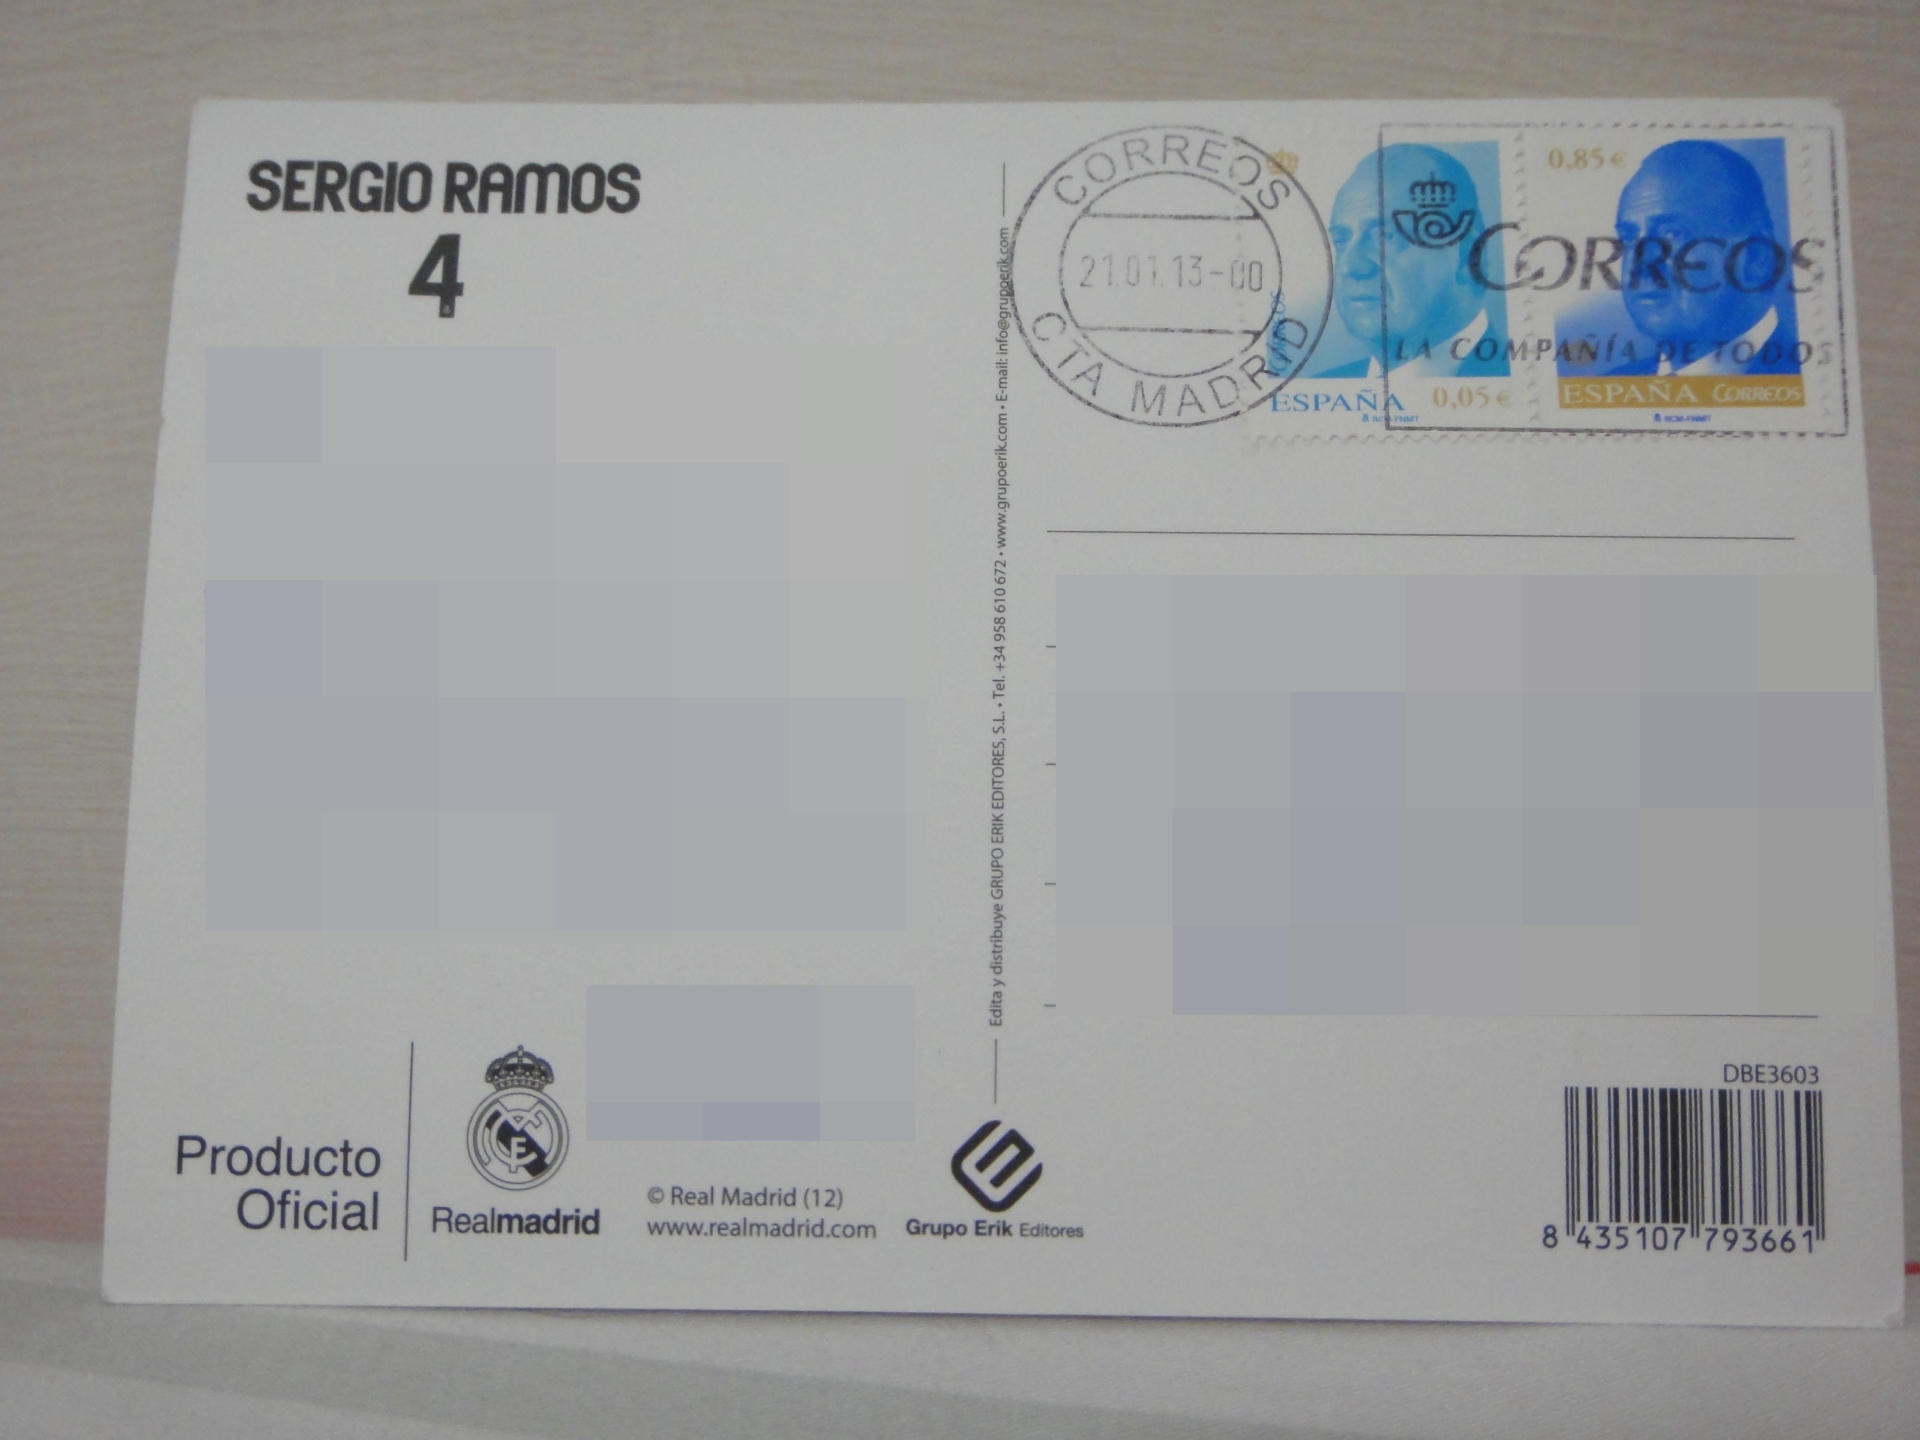 SERGIO RAMOS
4
CORREOS
21.01.13-00
CTA MADRID
CORREOS
LA COMPAÑÍA DE TODOS
CORREOS
ESPAÑA 0,05 €
0,85 €
ESPAÑA CORREOS
Edita y distribuye GRUPO ERIK EDITORES, S.L. • Tel. +34 958 610 672 • www.grupoerik.com • E-mail: info@grupoerik.com
Producto
Oficial
Realmadrid
© Real Madrid (12)
www.realmadrid.com
Grupo Erik Editores
DBE3603
8 435107 793661